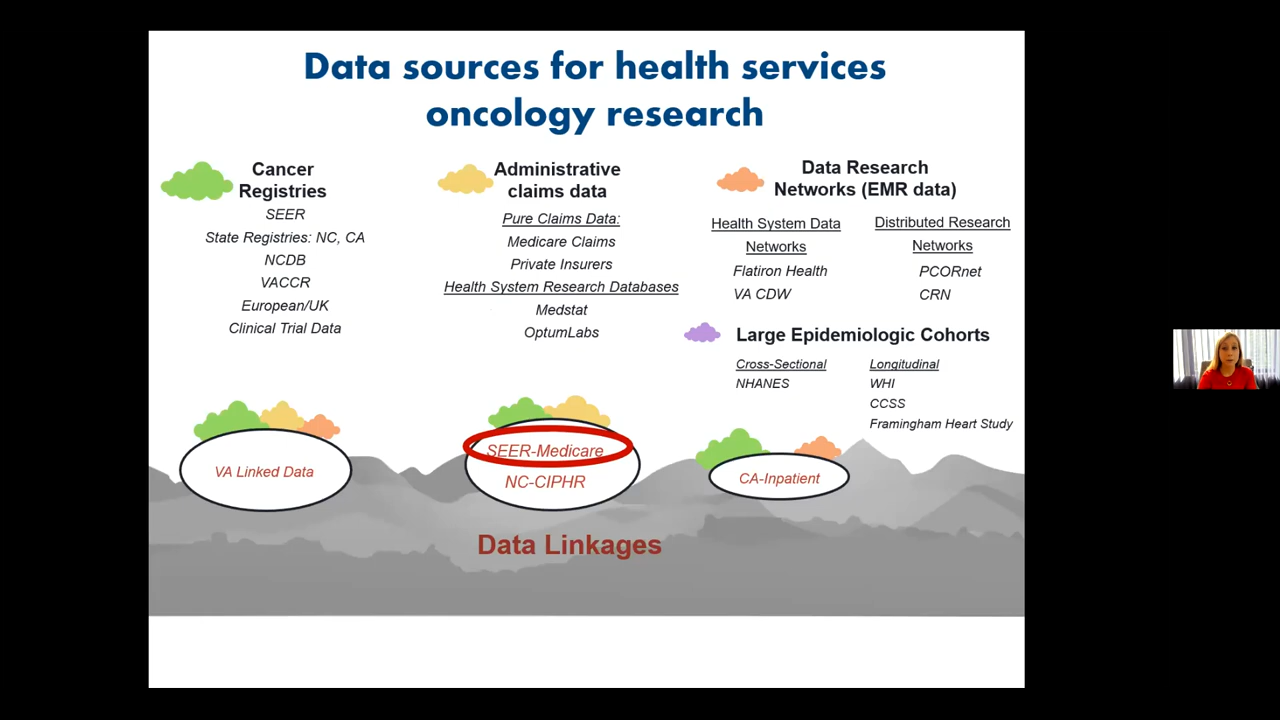 Data sources for health services
oncology research
Cancer
Registries
SEER
State Registries: NC, CA
NCDB
VACCR
European/UK
Clinical Trial Data
Administrative
claims data
Pure Claims Data:
Medicare Claims
Private Insurers
Health System Research Databases
Medstat
OptumLabs
Data Research
Networks (EMR data)
Health System Data
Networks
Flatiron Health
VA CDW
Distributed Research
Networks
PCORnet
CRN
Large Epidemiologic Cohorts
Cross-Sectional
NHANES
Longitudinal
WHI
CCSS
Framingham Heart Study
VA Linked Data
SEER-Medicare
NC-CIPHR
CA-Inpatient
Data Linkages